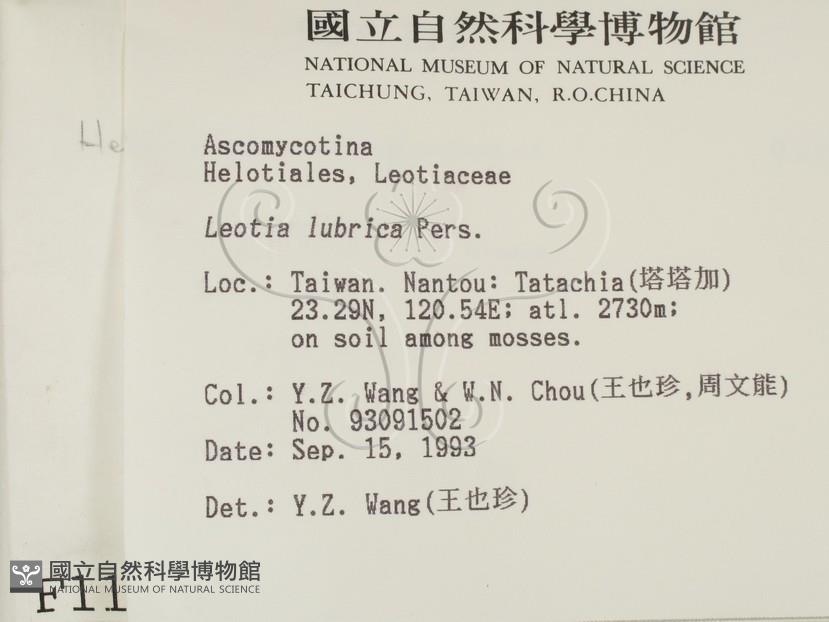 國立自然科學博物館
NATIONAL MUSEUM OF NATURAL SCIENCE
TAICHUNG, TAIWAN, R.O.CHINA
He
Ascomycotina
Helotiales, Leotiaceae
Leotia lubrica Pers.
Loc.: Taiwan. Nantou: Tatachia(塔塔加)
23.29N, 120.54E; atl. 2730m;
on soil among mosses.
Col.: Y.Z. Wang & W.N. Chou(王也珍,周文能)
No. 93091502
Date: Sep. 15, 1993
Det.: Y.Z. Wang(王也珍)
國立自然科學博物館
NATIONAL MUSEUM OF NATURAL SCIENCE
F11